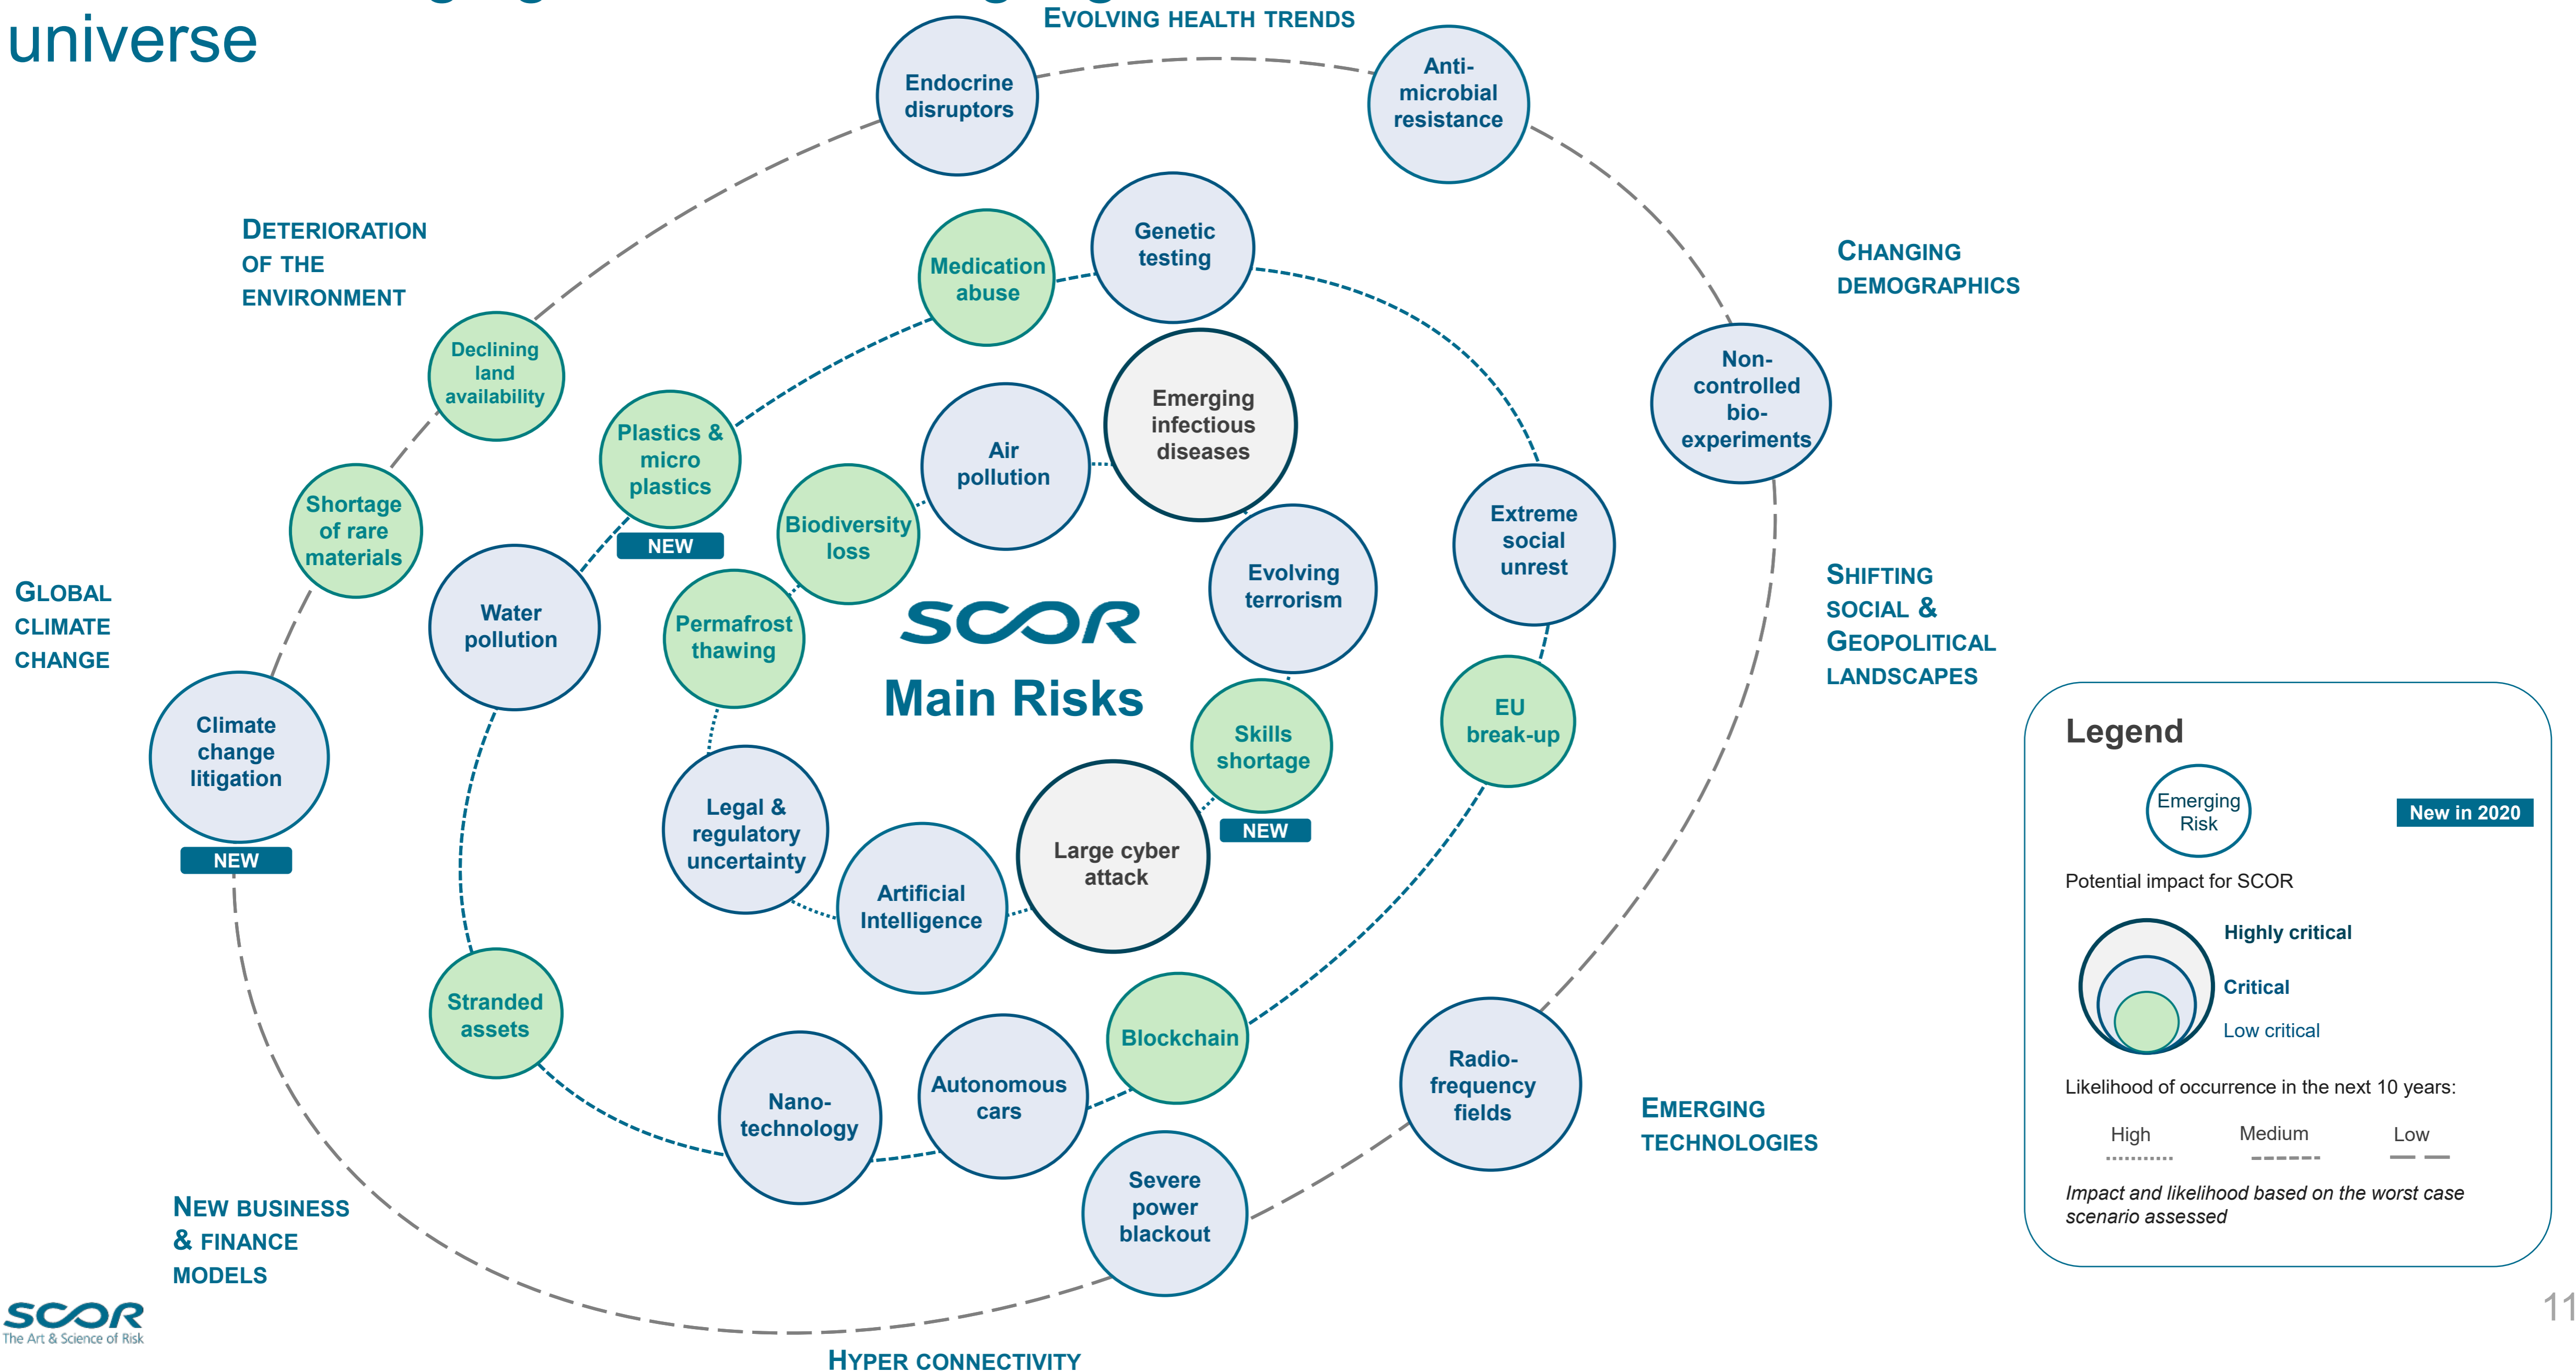 universe
EVOLVING HEALTH TRENDS
Endocrine
disruptors
Anti-
microbial
resistance
DETERIORATION
OF THE
ENVIRONMENT
Medication
abuse
Genetic
testing
CHANGING
DEMOGRAPHICS
Declining
land
availability
Plastics &
micro
plastics
NEW
Air
pollution
Emerging
infectious
diseases
Non-
controlled
bio-
experiments
Shortage
of rare
materials
Biodiversity
loss
Extreme
social
unrest
GLOBAL
CLIMATE
CHANGE
Water
pollution
Permafrost
thawing
SCOR
Main Risks
Evolving
terrorism
SHIFTING
SOCIAL &
GEOPOLITICAL
LANDSCAPES
Climate
change
litigation
NEW
Skills
shortage
NEW
EU
break-up
Legal &
regulatory
uncertainty
Artificial
Intelligence
Large cyber
attack
Stranded
assets
Nano-
technology
Autonomous
cars
Blockchain
Radio-
frequency
fields
EMERGING
TECHNOLOGIES
Severe
power
blackout
NEW BUSINESS
& FINANCE
MODELS
HYPER CONNECTIVITY
Legend
Emerging
Risk
New in 2020
Potential impact for SCOR
Highly critical
Critical
Low critical
Likelihood of occurrence in the next 10 years:
High Medium Low
Impact and likelihood based on the worst case
scenario assessed
SCOR
The Art & Science of Risk
11